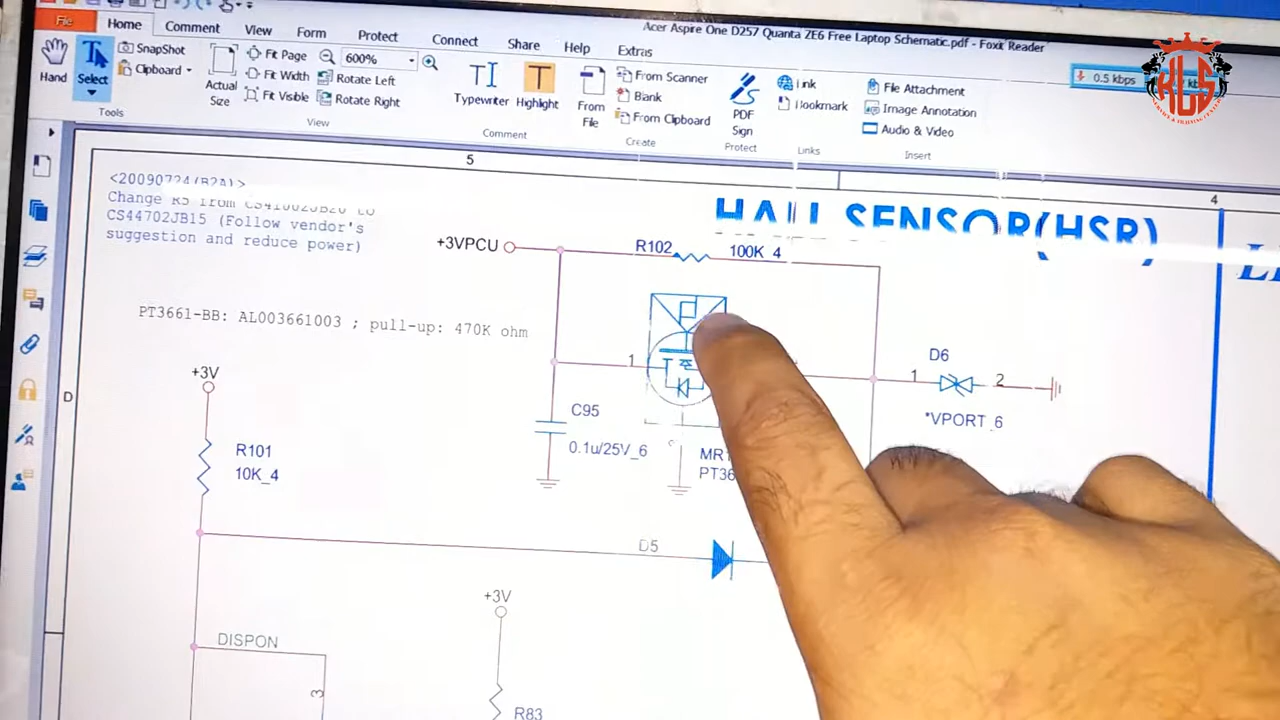 File
Home
Comment
View
Form
Protect
Connect
Share
Help
Extras
Acer Aspire One D257 Quanta ZE6 Free Laptop Schematic.pdf - Foxit Reader
Hand
Select
SnapShot
Clipboard
Actual
Size
Fit Page
Fit Width
Fit Visible
600%
Rotate Left
Rotate Right
Typewriter
Highlight
From
File
From Scanner
Blank
From Clipboard
PDF
Sign
Link
Bookmark
File Attachment
Image Annotation
Audio & Video
Tools
View
Comment
Create
Protect
Links
Insert
0.5 kbps
KLS
5
4
<20090724(B2A)>
CS44702JB15 (Follow vendor's
suggestion and reduce power)
HALL SENSOR(HSR)
+3VPCU
R102
100K_4
PT3661-BB: AL003661003 ; pull-up: 470K ohm
1
D6
1
2
*VPORT_6
+3V
C95
0.1u/25V_6
D
R101
10K_4
D5
+3V
DISPON
3
R83